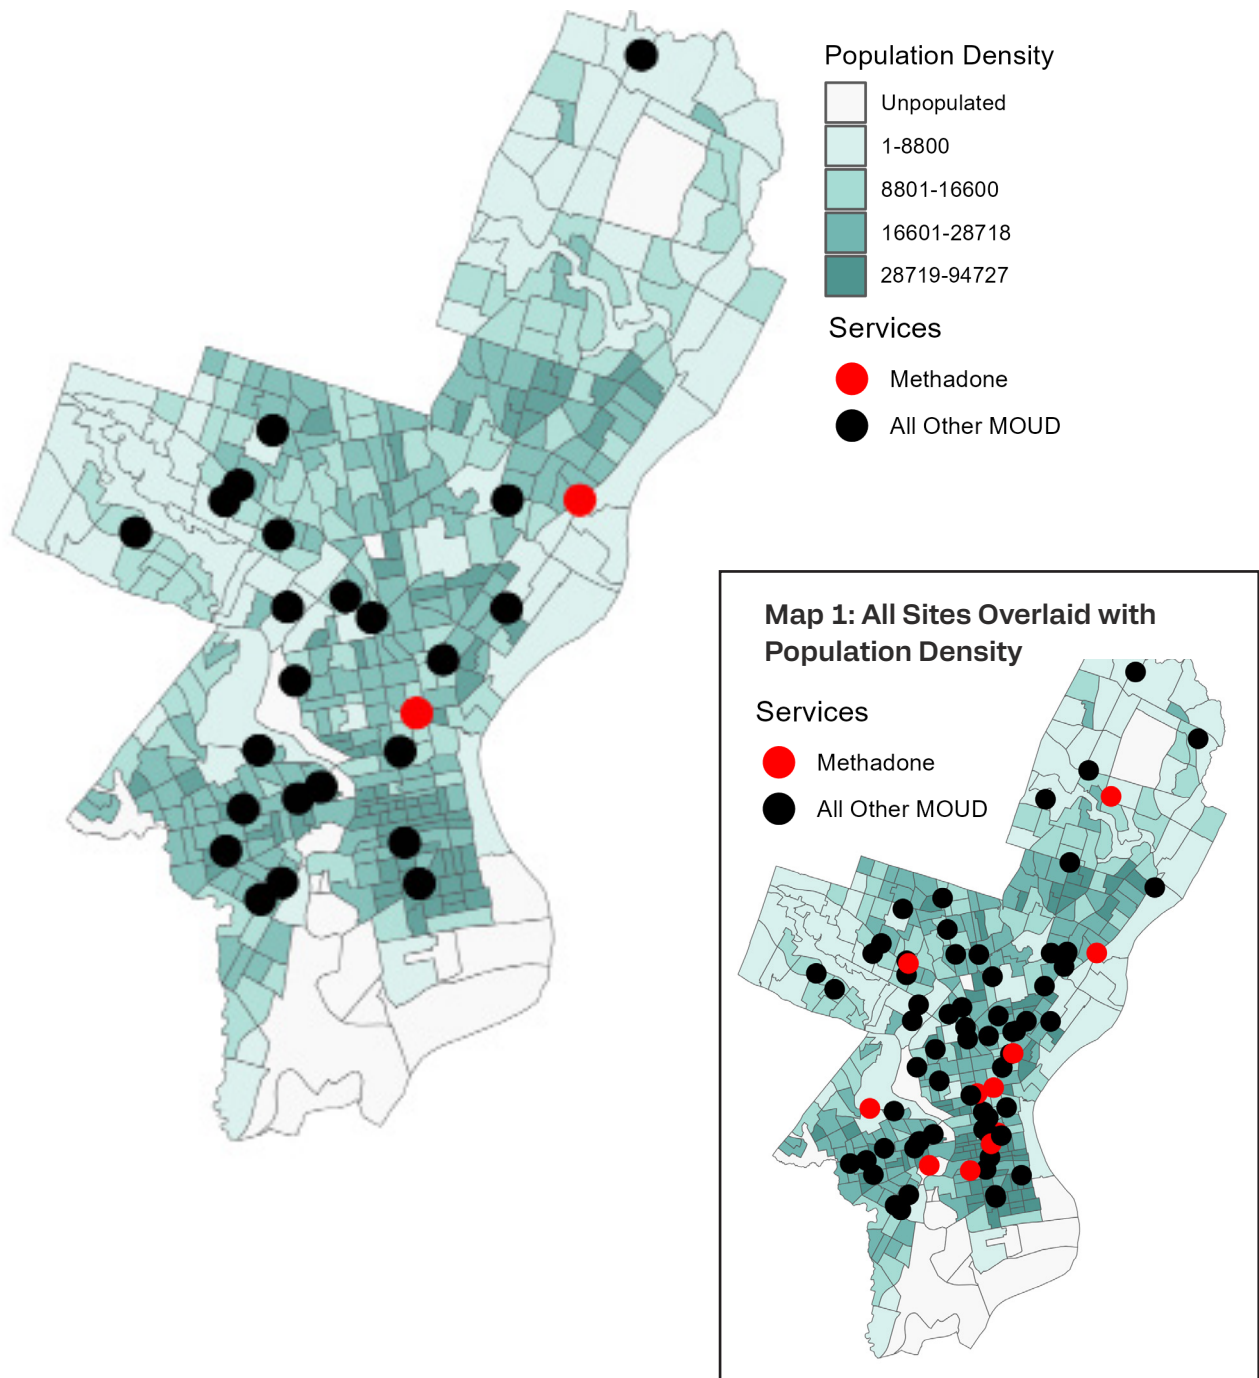 Population Density
Unpopulated
1-8800
8801-16600
16601-28718
28719-94727
Services
Methadone
All Other MOUD
Map 1: All Sites Overlaid with
Population Density
Services
Methadone
All Other MOUD